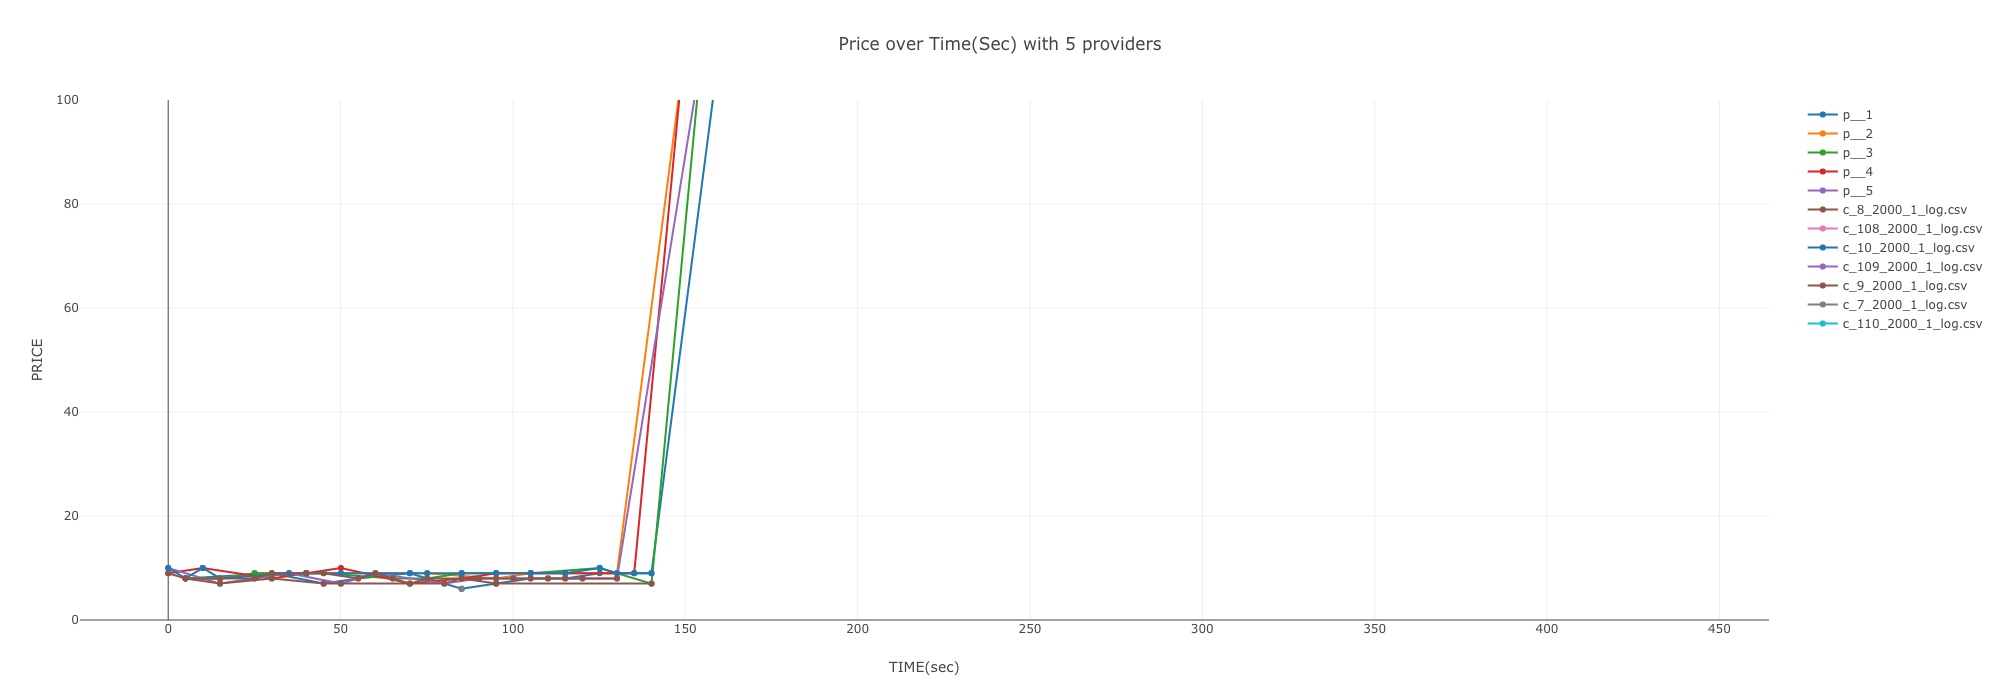 Price over Time(Sec) with 5 providers
100
80
60
40
20
0
PRICE
0 50 100 150 200 250 300 350 400 450
TIME(sec)
p__1
p__2
p__3
p__4
p__5
c_8_2000_1_log.csv
c_108_2000_1_log.csv
c_10_2000_1_log.csv
c_109_2000_1_log.csv
c_9_2000_1_log.csv
c_7_2000_1_log.csv
c_110_2000_1_log.csv